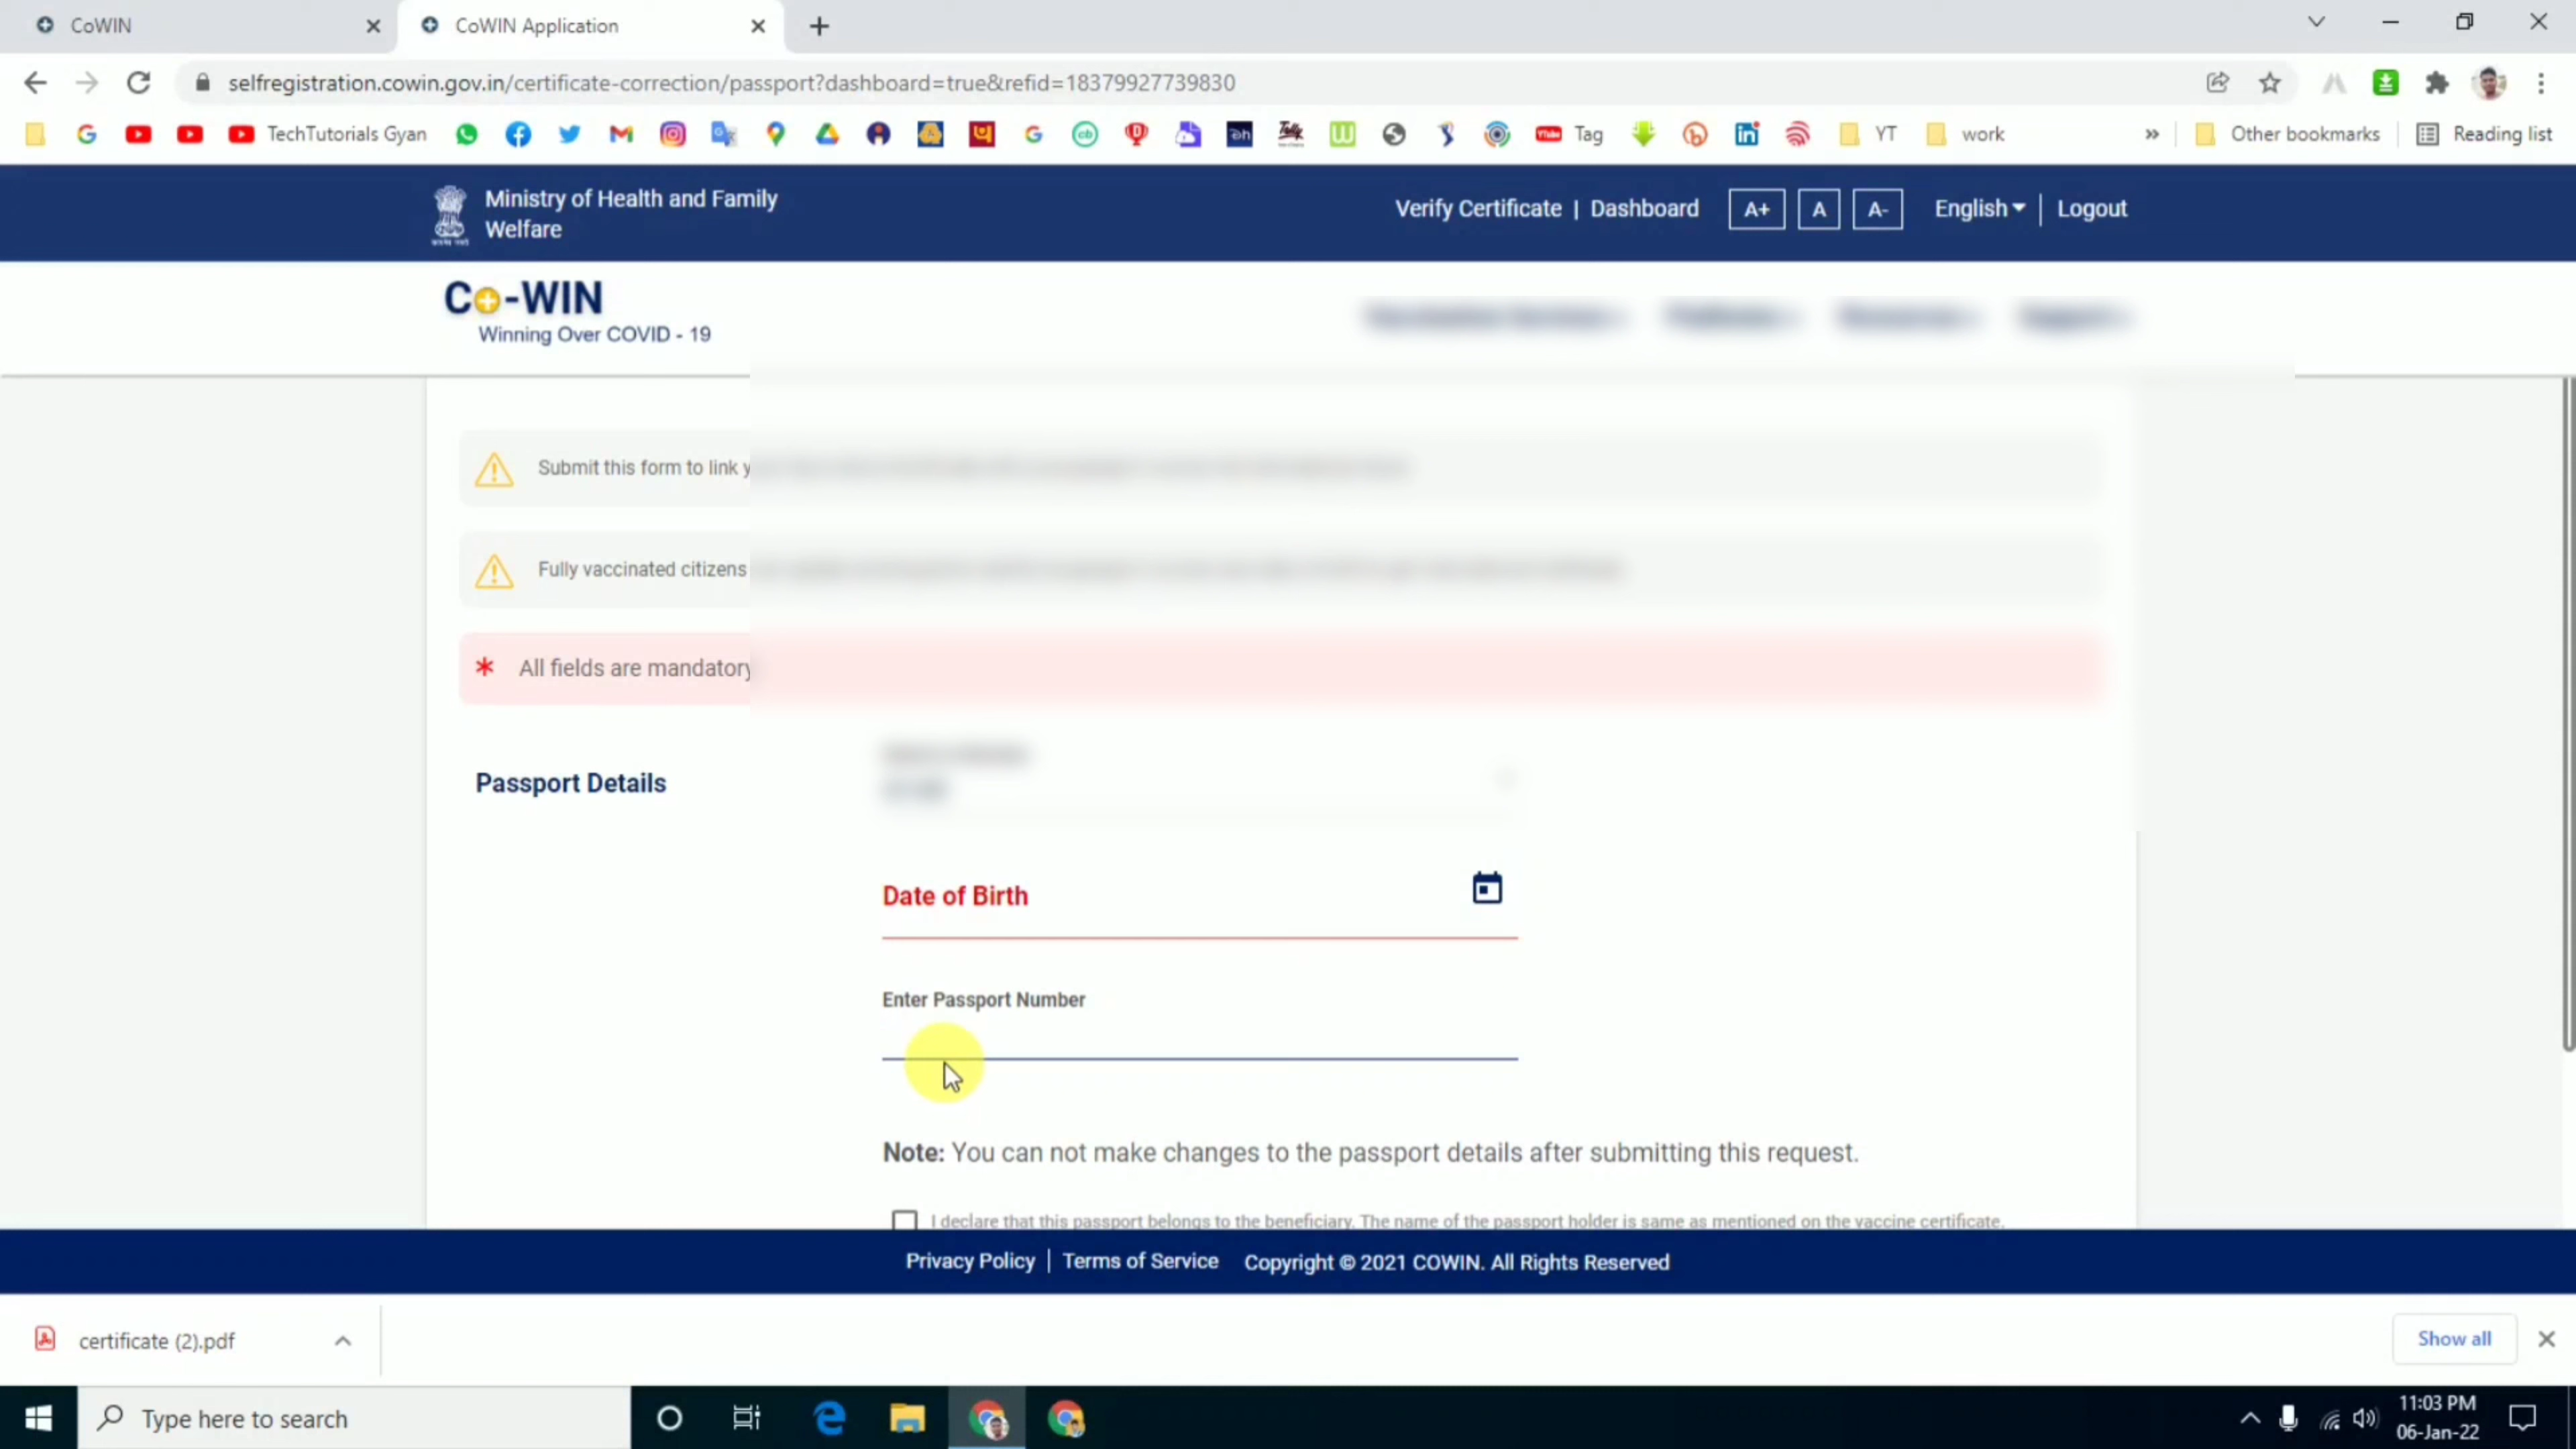 CoWIN
CoWIN Application
selfregistration.cowin.gov.in/certificate-correction/passport?dashboard=true&refid=18379927739830
TechTutorials Gyan
Tag
YT
work
» Other bookmarks
Reading list
Ministry of Health and Family
Welfare
Verify Certificate | Dashboard
A+ A A-
English
Logout
Co-WIN
Winning Over COVID - 19
Submit this form to link
Fully vaccinated citizens
* All fields are mandatory
Passport Details
Date of Birth
Enter Passport Number
Note: You can not make changes to the passport details after submitting this request.
I declare that this passport belongs to the beneficiary. The name of the passport holder is same as mentioned on the vaccine certificate.
Privacy Policy | Terms of Service Copyright © 2021 COWIN. All Rights Reserved
certificate (2).pdf
Show all
Type here to search
11:03 PM
06-Jan-22